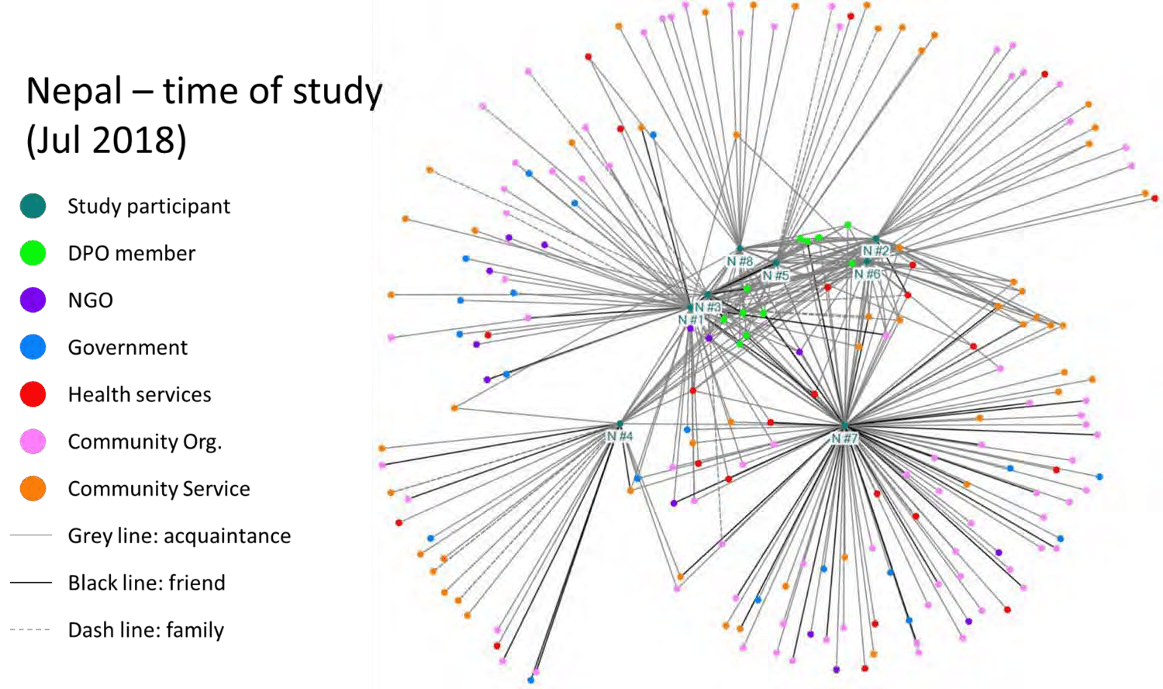 Nepal – time of study
(Jul 2018)
Study participant
DPO member
NGO
Government
Health services
Community Org.
Community Service
Grey line: acquaintance
Black line: friend
Dash line: family
N #2
N #8
N #5
N #6
N #3
N #1
N #4
N #7